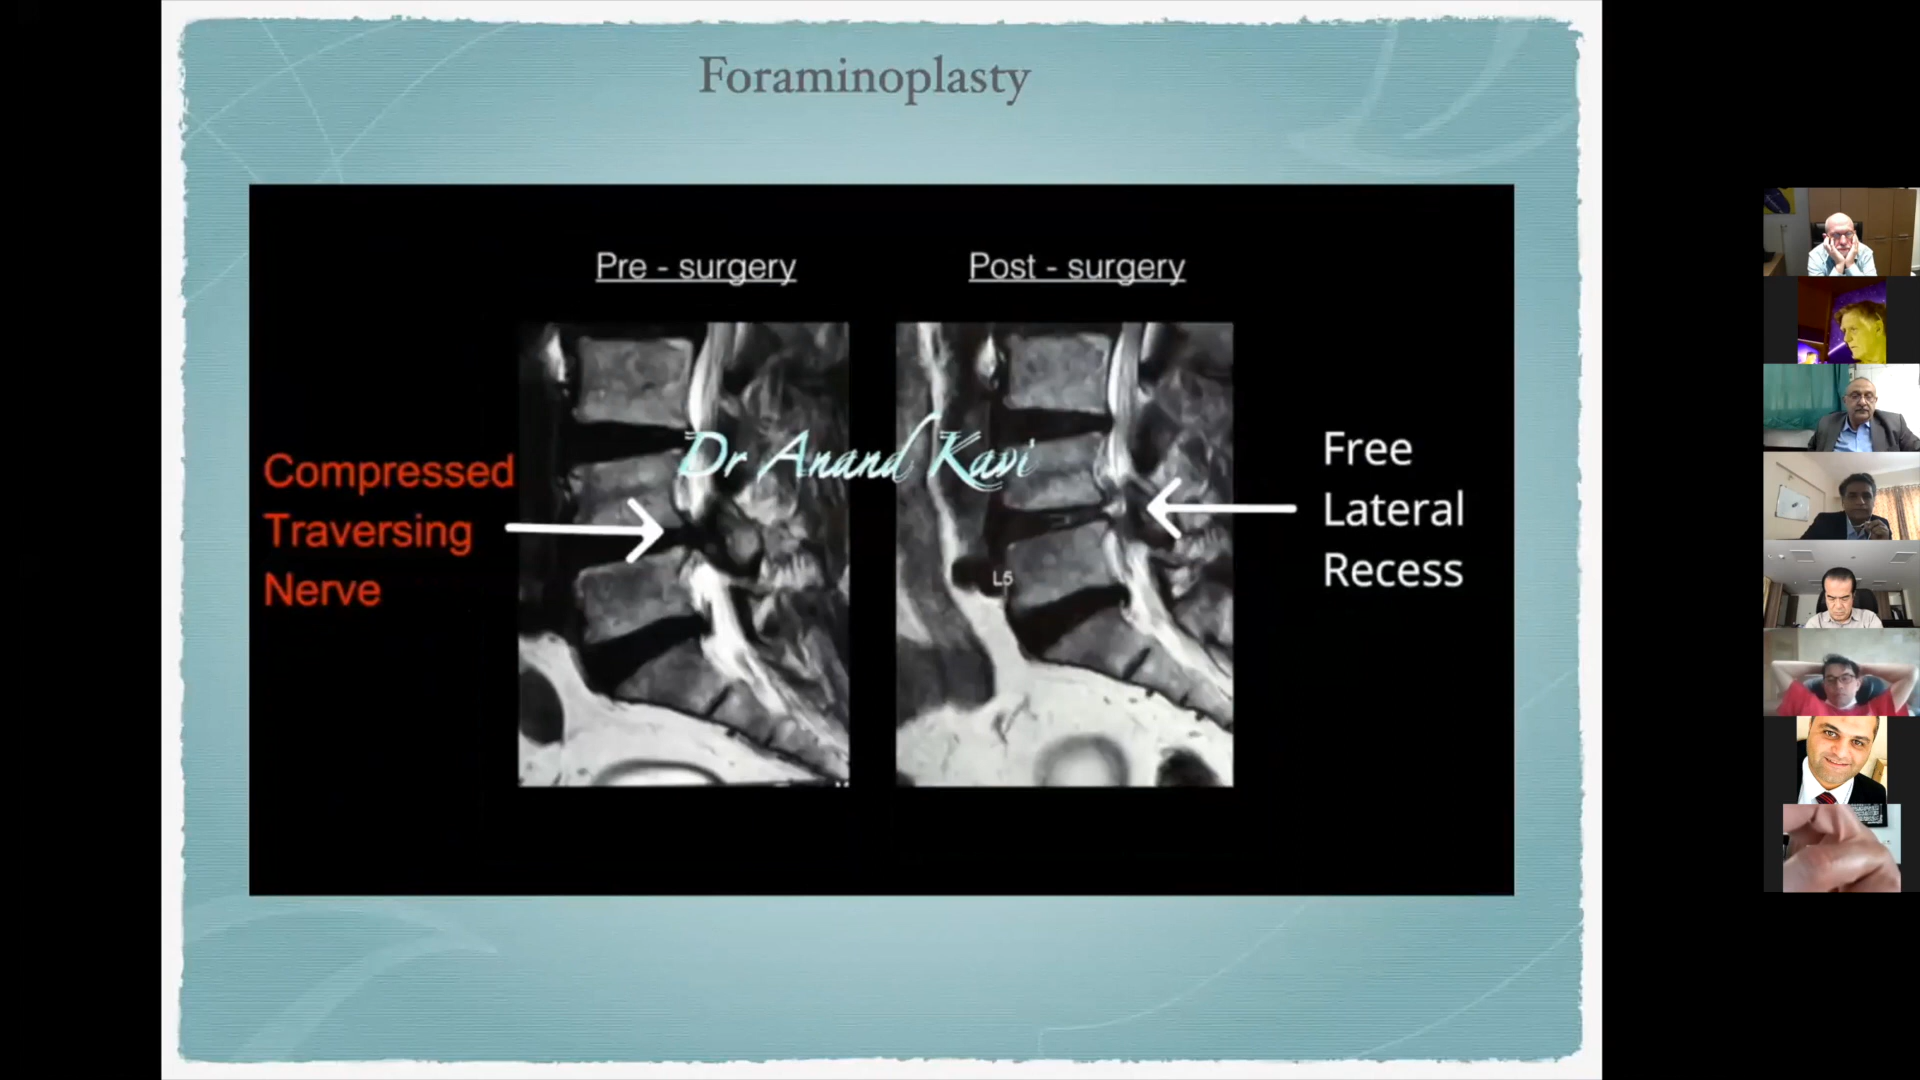 Foraminoplasty
Pre - surgery
Post - surgery
Compressed
Traversing
Nerve
Dr Anand Kavi
Free
Lateral
Recess
L5